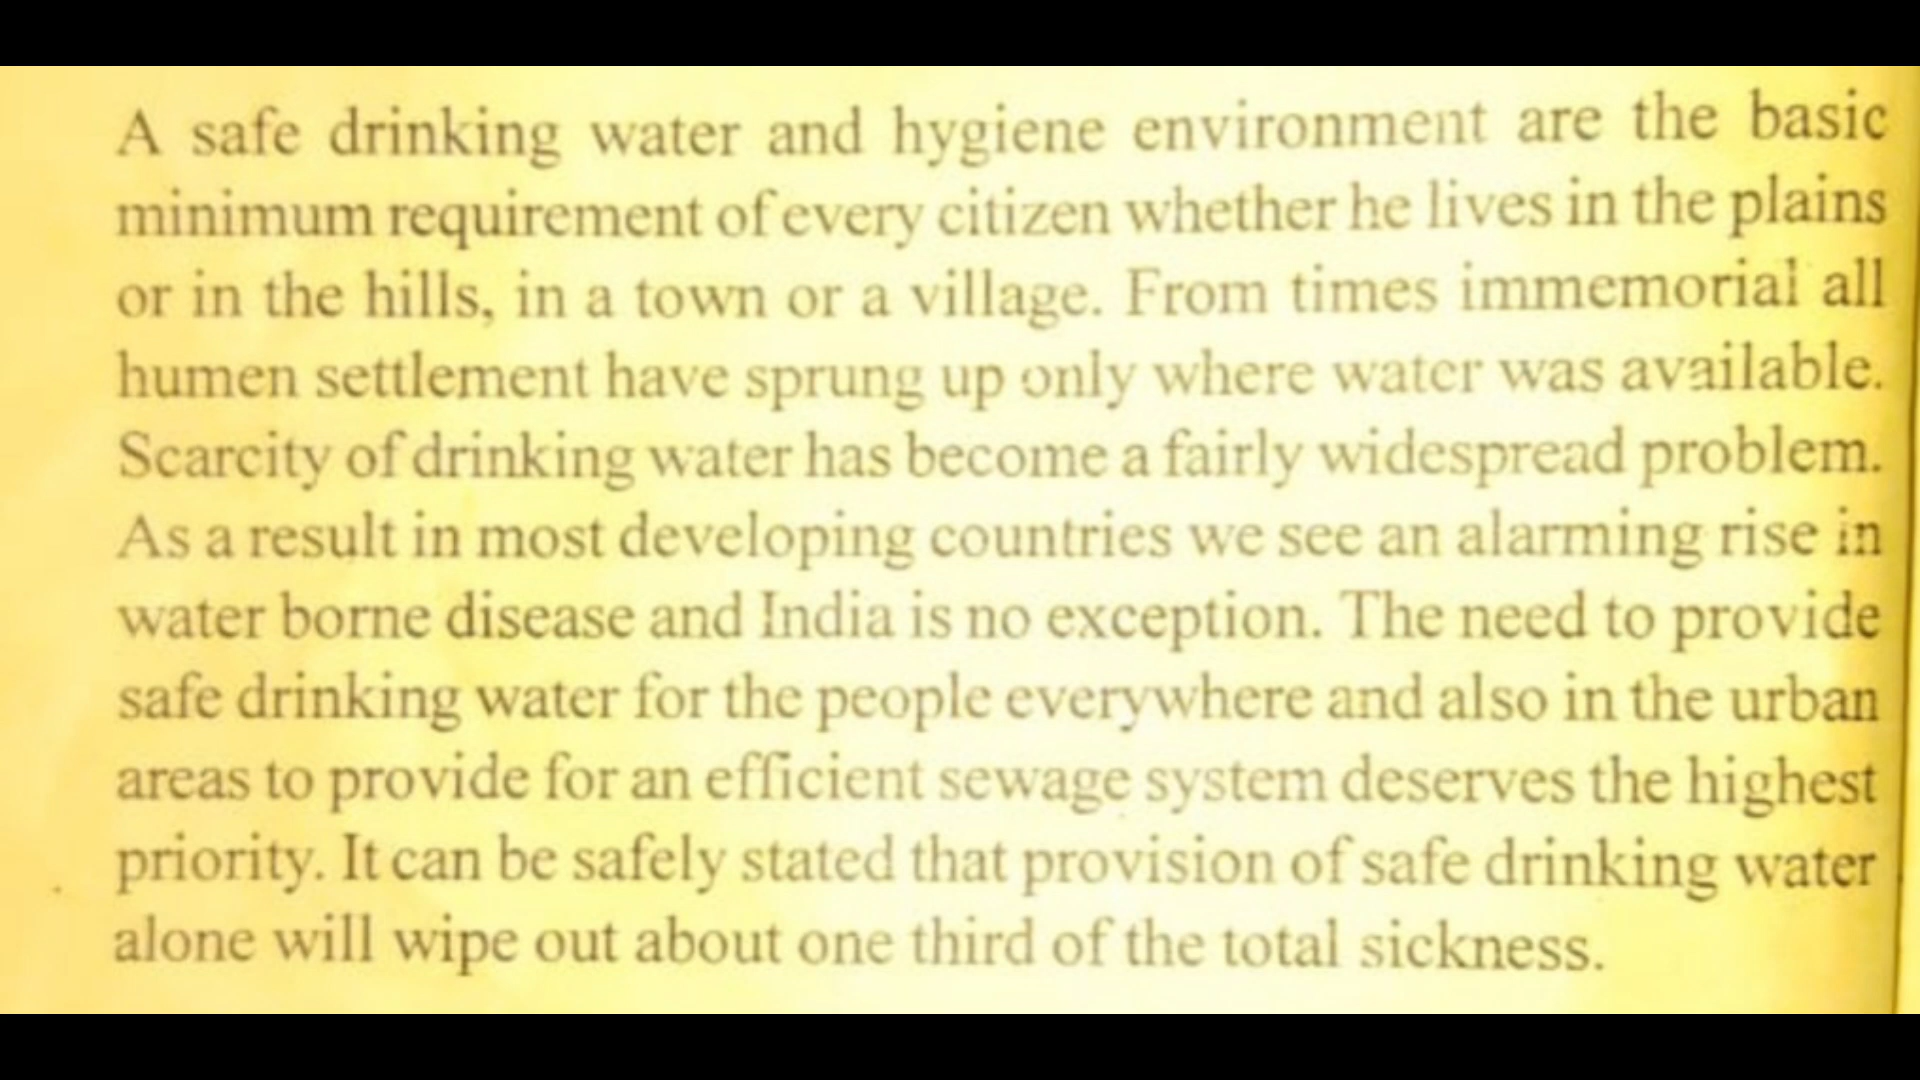 A safe drinking water and hygiene environment are the basic
minimum requirement of every citizen whether he lives in the plains
or in the hills, in a town or a village. From times immemorial all
humen settlement have sprung up only where water was available.
Scarcity of drinking water has become a fairly widespread problem.
As a result in most developing countries we see an alarming rise in
water borne disease and India is no exception. The need to provide
safe drinking water for the people everywhere and also in the urban
areas to provide for an efficient sewage system deserves the highest
priority. It can be safely stated that provision of safe drinking water
alone will wipe out about one third of the total sickness.